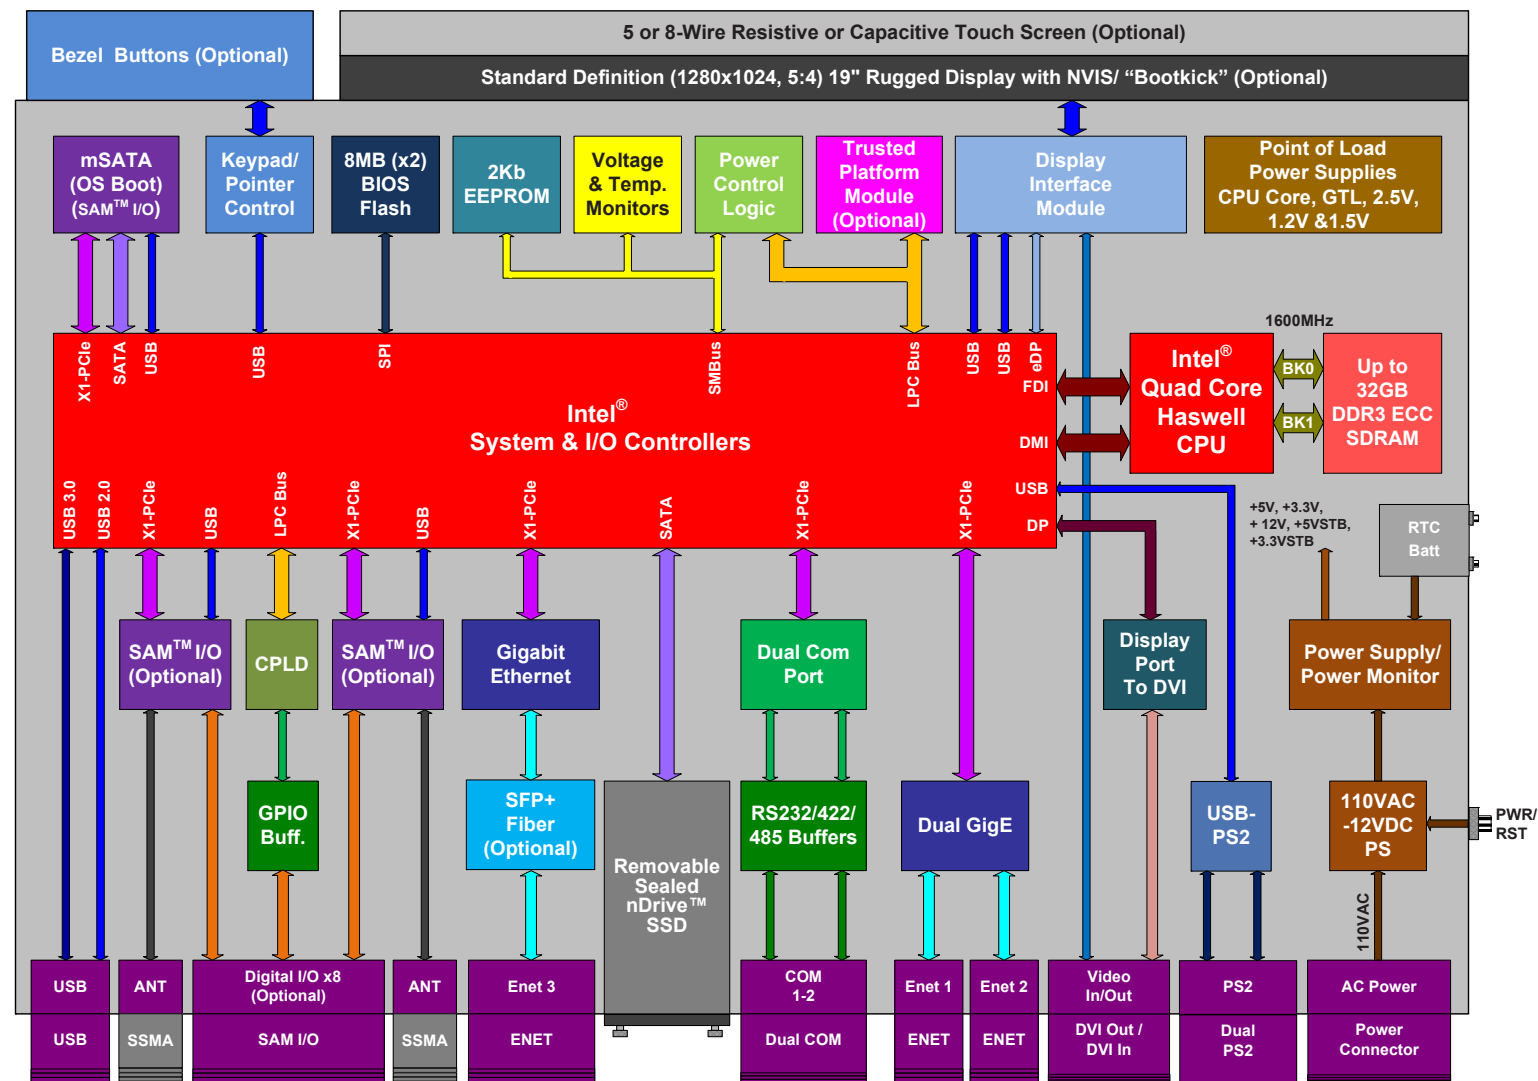 Bezel Buttons (Optional)
5 or 8-Wire Resistive or Capacitive Touch Screen (Optional)
Standard Definition (1280x1024, 5:4) 19" Rugged Display with NVIS/ “Bootkick” (Optional)
mSATA
(OS Boot)
(SAM™ I/O)
Keypad/
Pointer
Control
8MB (x2)
BIOS
Flash
2Kb
EEPROM
Voltage
& Temp.
Monitors
Power
Control
Logic
Trusted
Platform
Module
(Optional)
Display
Interface
Module
Point of Load
Power Supplies
CPU Core, GTL, 2.5V,
1.2V &1.5V
X1-PCIe
SATA
USB
USB
SPI
SMBus
LPC Bus
USB
USB
eDP
FDI
DMI
USB
DP
Intel®
System & I/O Controllers
Intel®
Quad Core
Haswell
CPU
1600MHz
BK0
BK1
Up to
32GB
DDR3 ECC
SDRAM
USB 3.0
USB 2.0
X1-PCIe
USB
LPC Bus
X1-PCIe
USB
X1-PCIe
SATA
X1-PCIe
X1-PCIe
+5V, +3.3V,
+ 12V, +5VSTB,
+3.3VSTB
RTC
Batt
SAM™ I/O
(Optional)
CPLD
SAM™ I/O
(Optional)
Gigabit
Ethernet
Dual Com
Port
Display
Port
To DVI
Power Supply/
Power Monitor
GPIO
Buff.
SFP+
Fiber
(Optional)
Removable
Sealed
nDrive™
SSD
RS232/422/
485 Buffers
Dual GigE
USB-
PS2
110VAC
-12VDC
PS
PWR/
RST
110VAC
USB
ANT
Digital I/O x8
(Optional)
ANT
Enet 3
COM
1-2
Enet 1
Enet 2
Video
In/Out
PS2
AC Power
USB
SSMA
SAM I/O
SSMA
ENET
Dual COM
ENET
ENET
DVI Out /
DVI In
Dual
PS2
Power
Connector